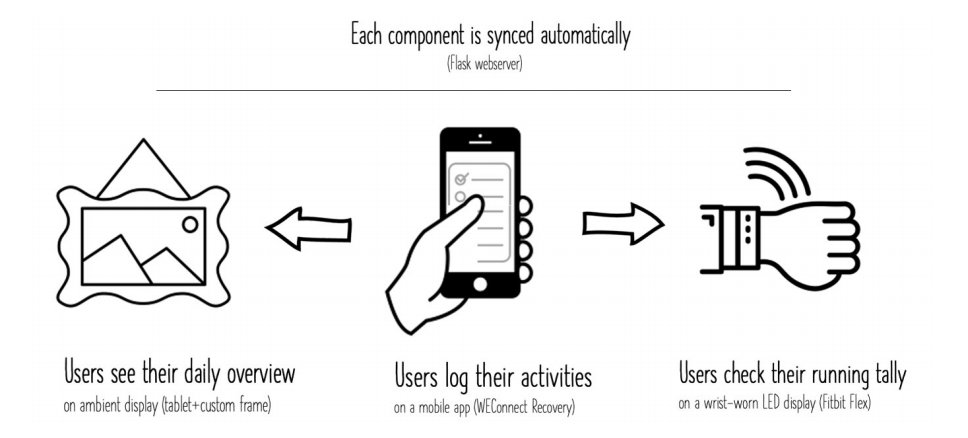 Each component is synced automatically
(Flask webserver)
Users see their daily overview
on ambient display (tablet+custom frame)
Users log their activities
on a mobile app (WEConnect Recovery)
Users check their running tally
on a wrist-worn LED display (Fitbit Flex)